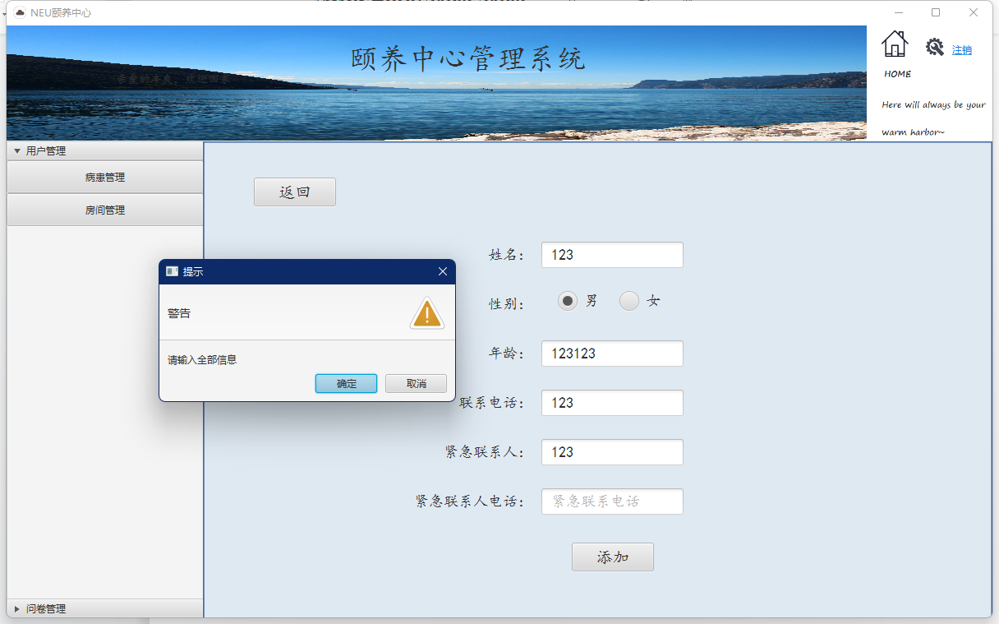 NEU颐养中心
颐养中心管理系统
亲爱的李良，欢迎回家
注销
HOME
Here will always be your
warm harbor~
用户管理
病患管理
房间管理
返回
姓名：
123
性别：
男
女
年龄：
123123
联系电话：
123
紧急联系人：
123
紧急联系人电话：
紧急联系电话
添加
提示
警告
请输入全部信息
确定
取消
问卷管理